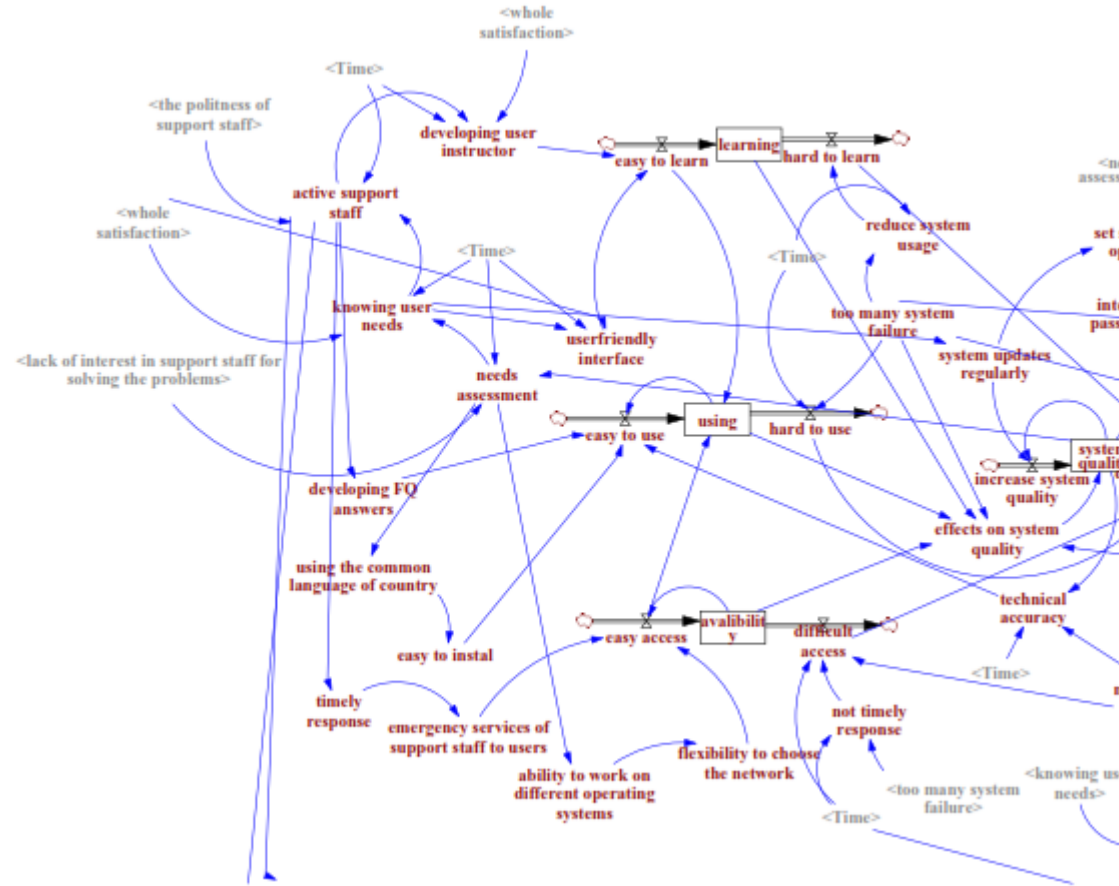 <whole
satisfaction>
<Time>
<the politness of
support staff>
developing user
instructor
easy to learn
learning
hard to learn
active support
staff
<whole
satisfaction>
<Time>
reduce system
usage
<Time>
knowing user
needs
userfriendly
interface
too many system
failure
system updates
regularly
<lack of interest in support staff for
solving the problems>
needs
assessment
easy to use
using
hard to use
developing FQ
answers
increase system
quality
effects on system
quality
using the common
language of country
technical
accuracy
easy access
avalibilit
y
difficult
access
easy to instal
<Time>
timely
response
emergency services of
support staff to users
not timely
response
flexibility to choose
the network
ability to work on
different operating
systems
<too many system
failure>
<Time>
<knowing us
needs>